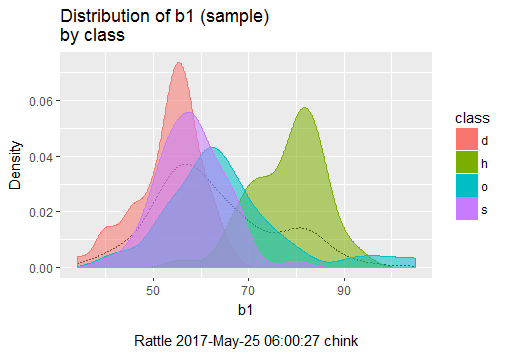 Distribution of b1 (sample)
by class
0.06
0.04
0.02
0.00
Density
50 70 90
b1
class
d
h
o
s
Rattle 2017-May-25 06:00:27 chink